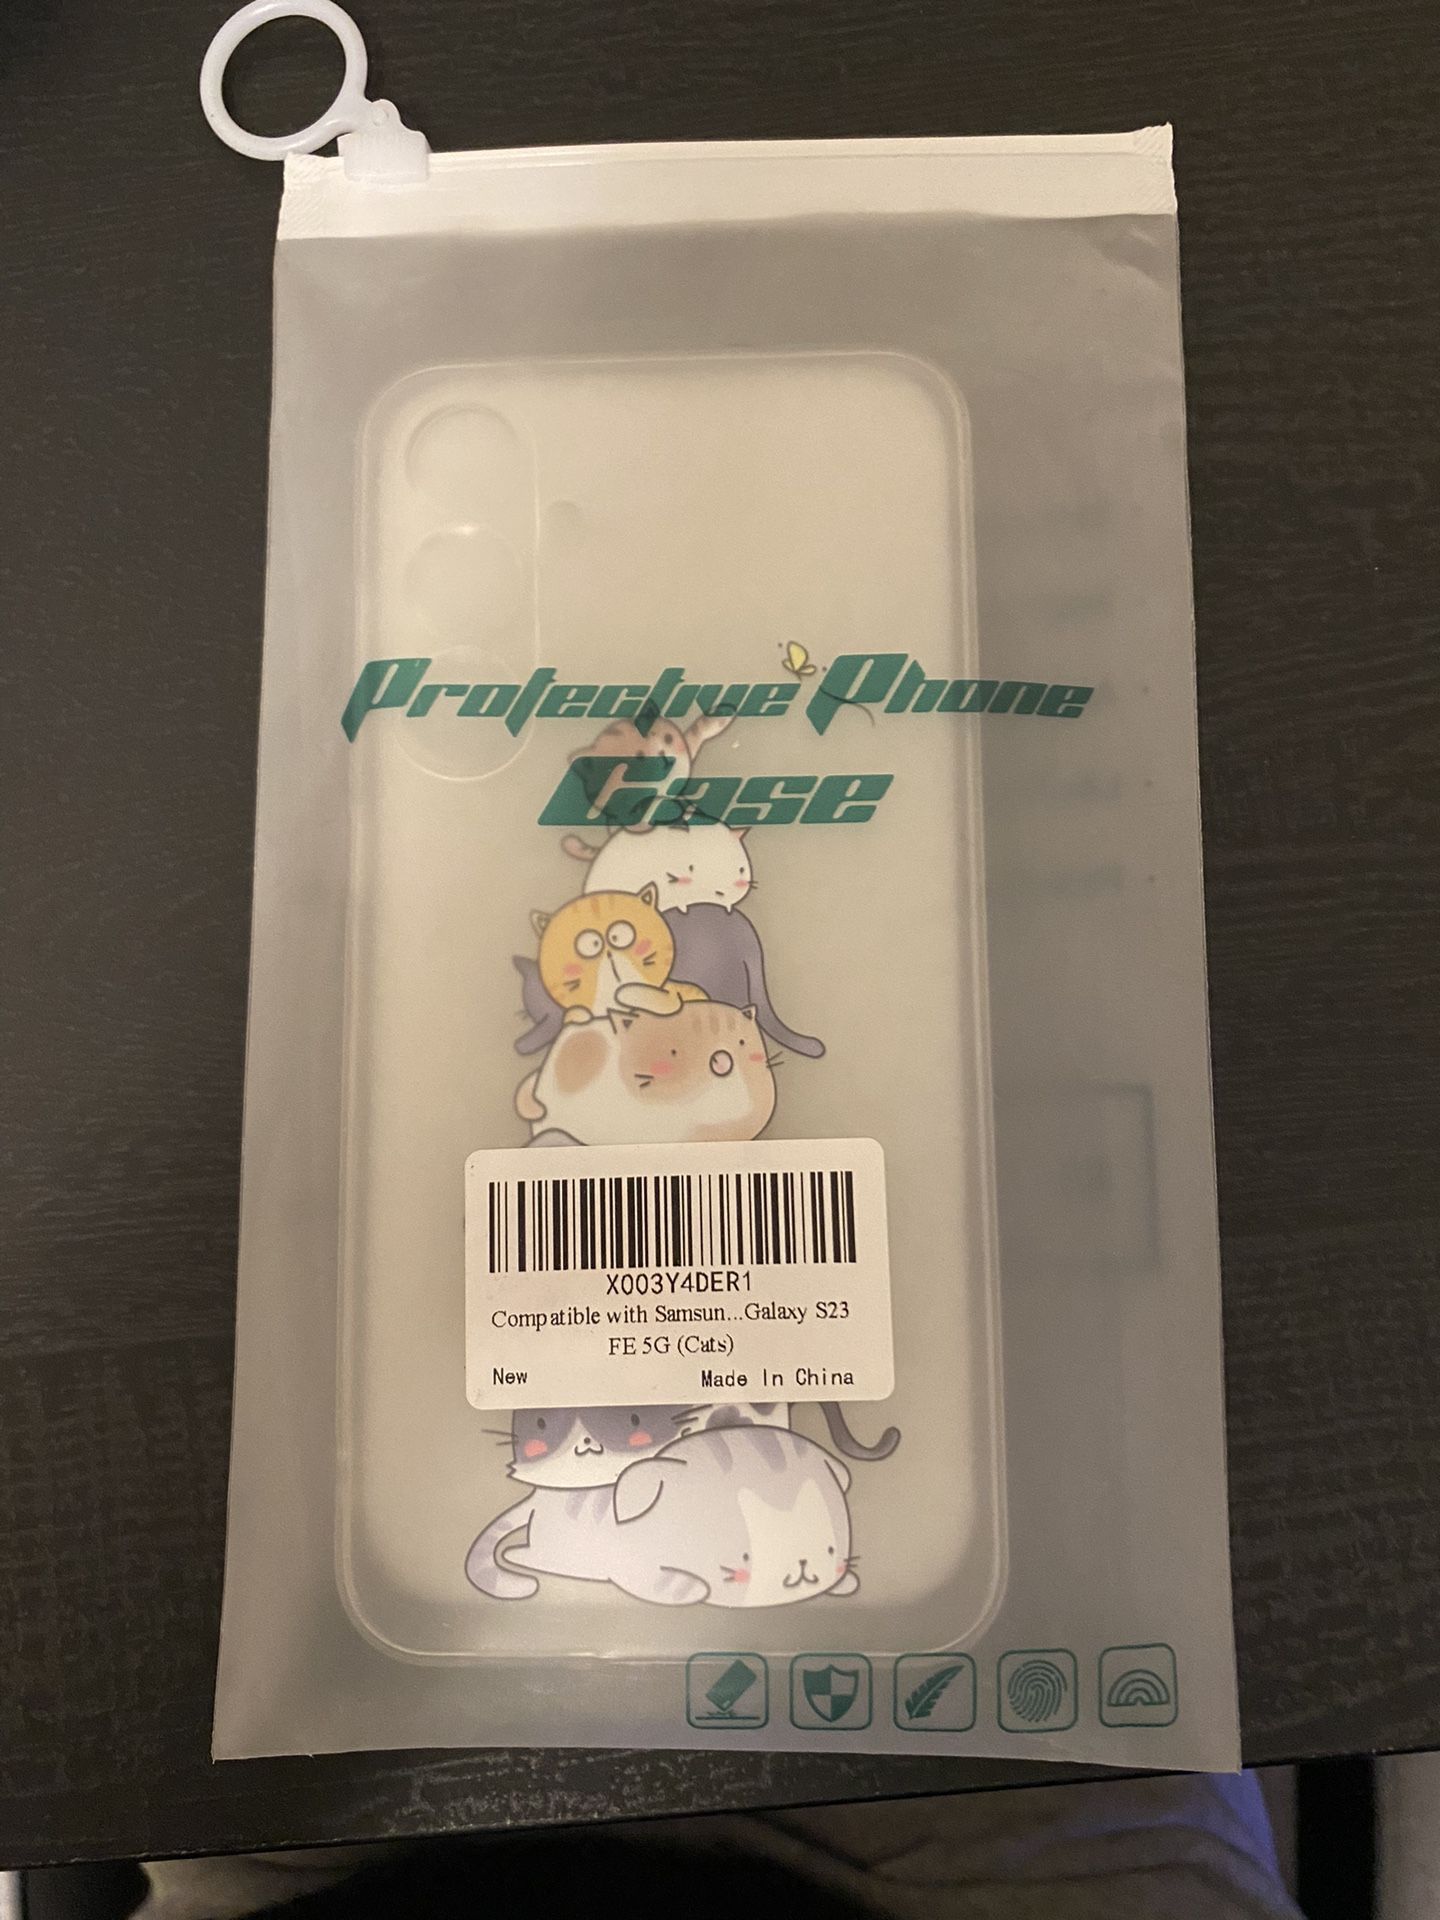 Protective Phone
Case
X003Y4DER1
Compatible with Samsun...Galaxy S23
FE 5G (Cats)
New Made In China